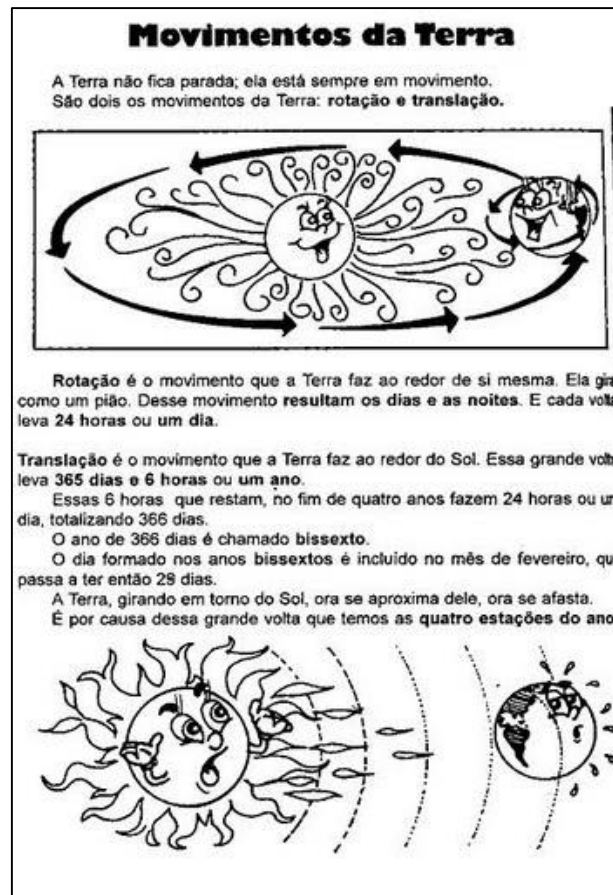 Movimentos da Terra
A Terra não fica parada; ela está sempre em movimento.
São dois os movimentos da Terra: rotação e translação.
Rotação é o movimento que a Terra faz ao redor de si mesma. Ela gira
como um pião. Desse movimento resultam os dias e as noites. E cada volta
leva 24 horas ou um dia.
Translação é o movimento que a Terra faz ao redor do Sol. Essa grande volta
leva 365 dias e 6 horas ou um ano.
Essas 6 horas que restam, no fim de quatro anos fazem 24 horas ou um
dia, totalizando 366 dias.
O ano de 366 dias é chamado bissexto.
O dia formado nos anos bissextos é incluído no mês de fevereiro, qu
passa a ter então 29 dias.
A Terra, girando em torno do Sol, ora se aproxima dele, ora se afasta.
É por causa dessa grande volta que temos as quatro estações do ano